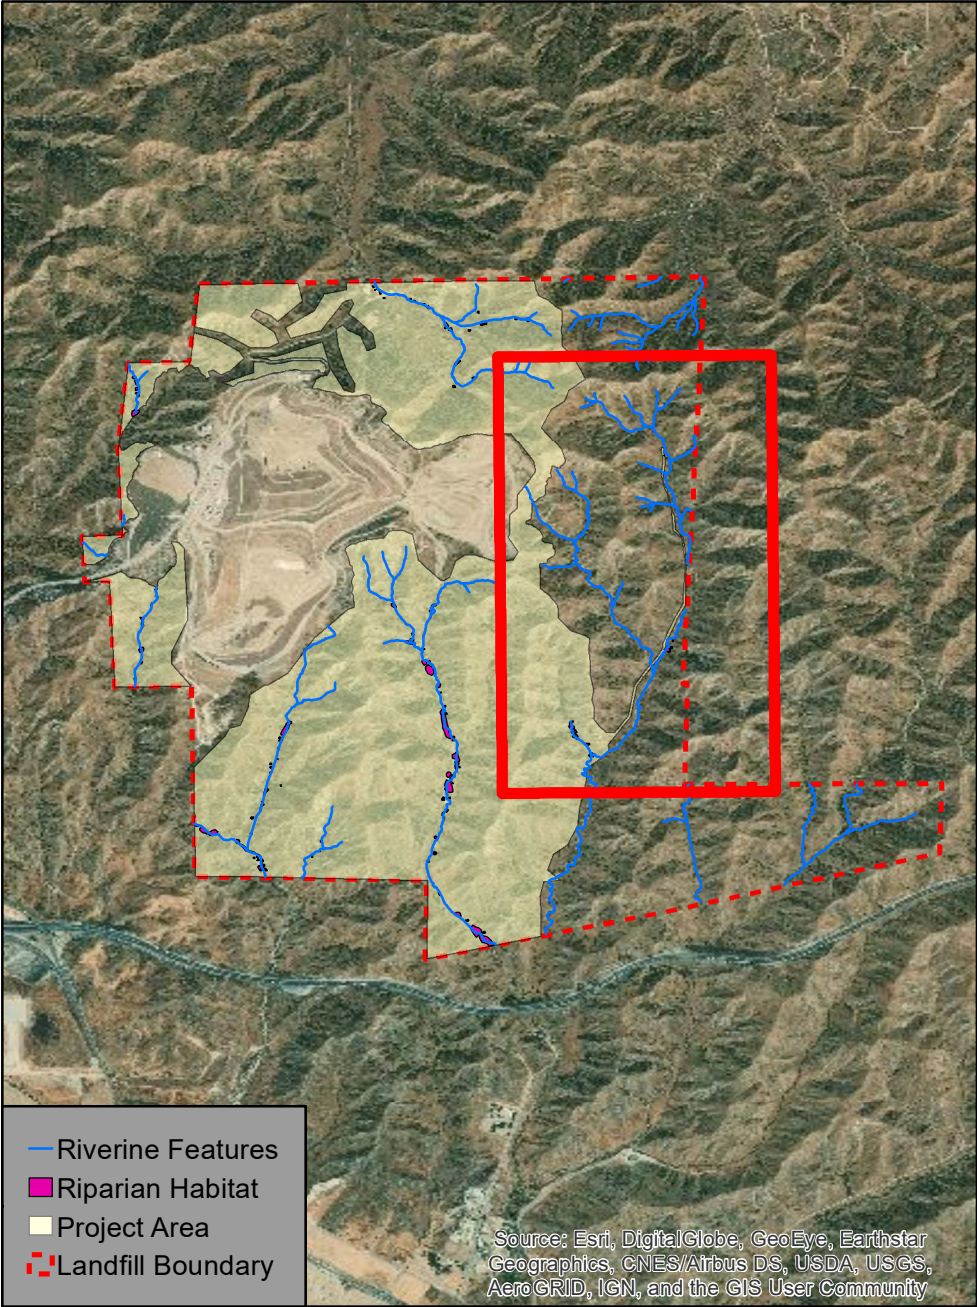 Riverine Features
Riparian Habitat
Project Area
Landfill Boundary
Source: Esri, DigitalGlobe, GeoEye, Earthstar
Geographics, CNES/Airbus DS, USDA, USGS,
AeroGRID, IGN, and the GIS User Community